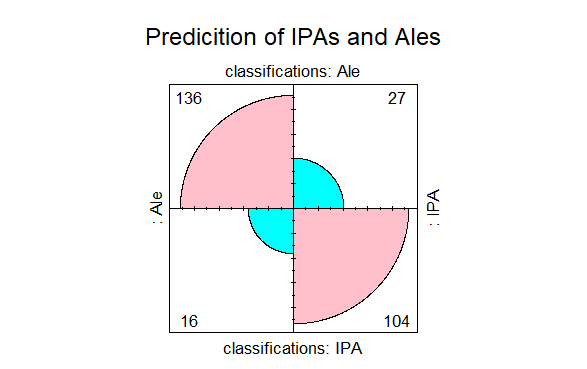 Predicition of IPAs and Ales
classifications: Ale
136
27
: Ale
: IPA
16
104
classifications: IPA